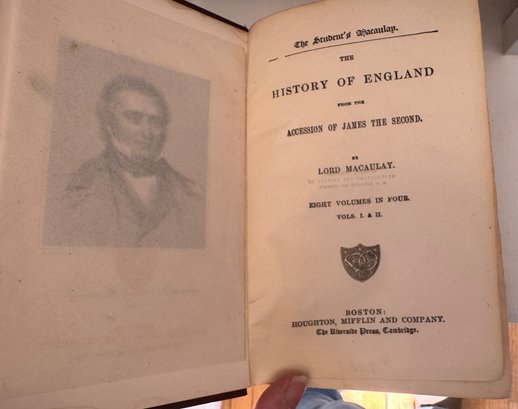 The Student's Macaulay.
THE
HISTORY OF ENGLAND
FROM THE
ACCESSION OF JAMES THE SECOND.
BY
LORD MACAULAY.
EIGHT VOLUMES IN FOUR
VOLS. I. & II.
BOSTON:
HOUGHTON, MIFFLIN AND COMPANY.
The Riverside Press, Cambridge.